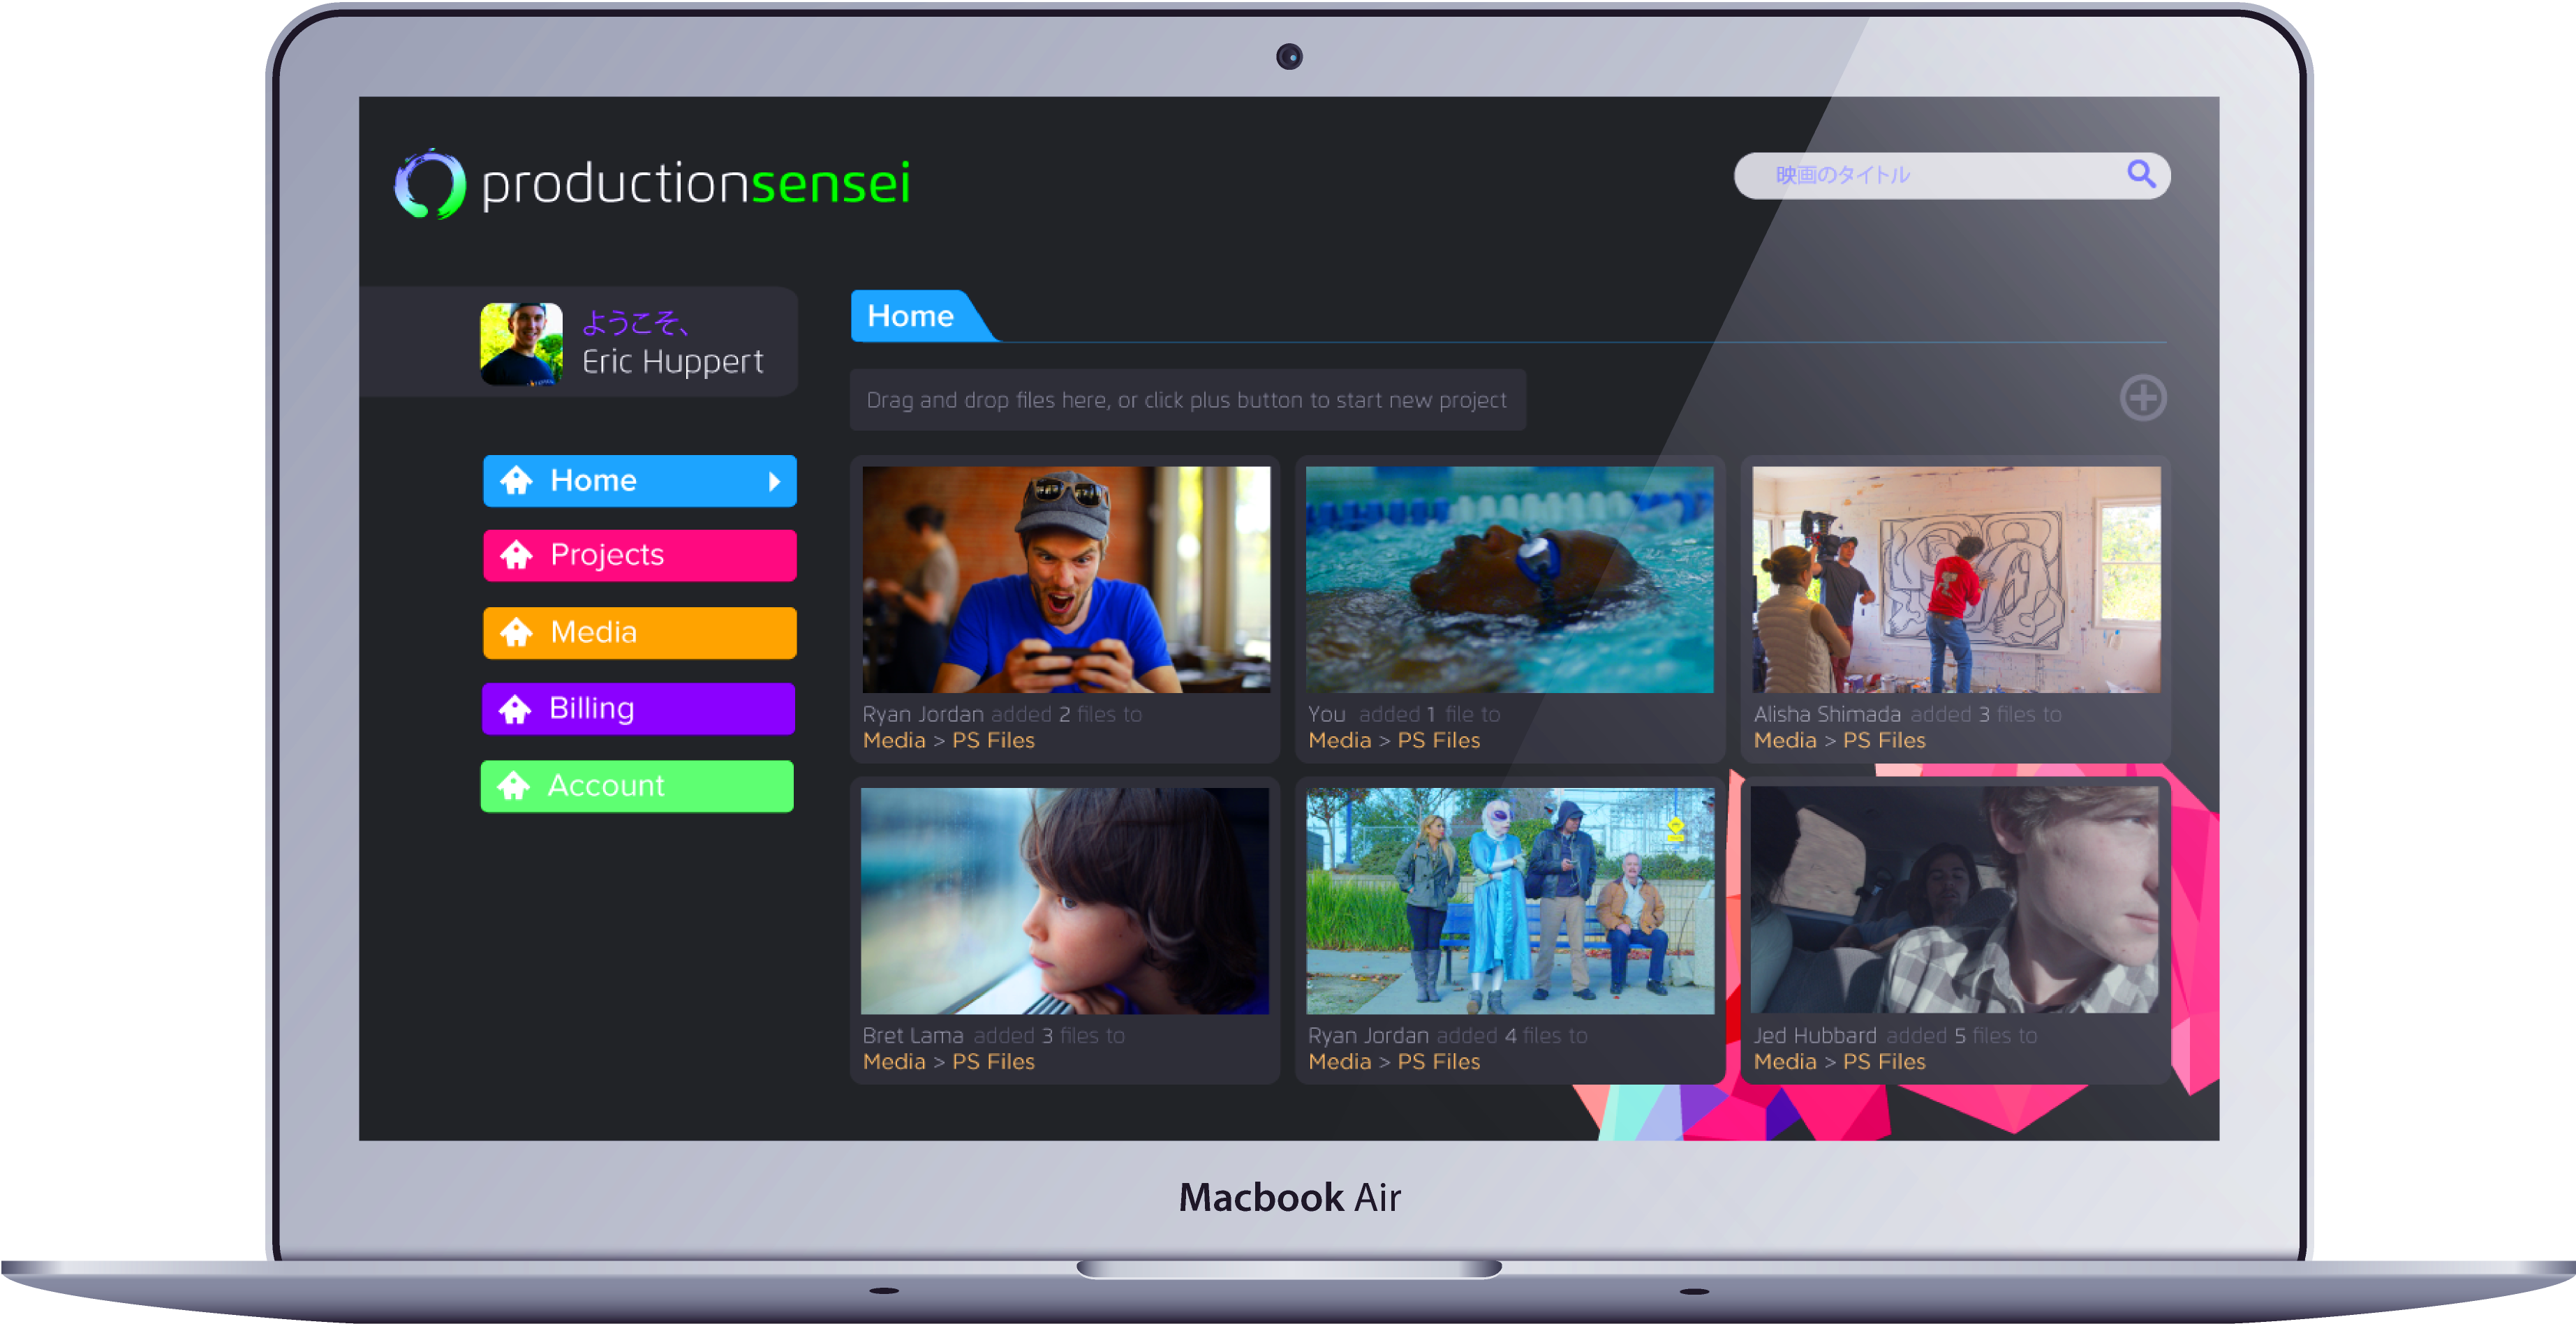 productionsensei
映画のタイトル
ようこそ、
Eric Huppert
Home
Projects
Media
Billing
Account
Home
Drag and drop files here, or click plus button to start new project
Ryan Jordan added 2 files to
Media > PS Files
You added 1 file to
Media > PS Files
Alisha Shimada added 3 files to
Media > PS Files
Bret Lama added 3 files to
Media > PS Files
Ryan Jordan added 4 files to
Media > PS Files
Jed Hubbard added 5 files to
Media > PS Files
Macbook Air